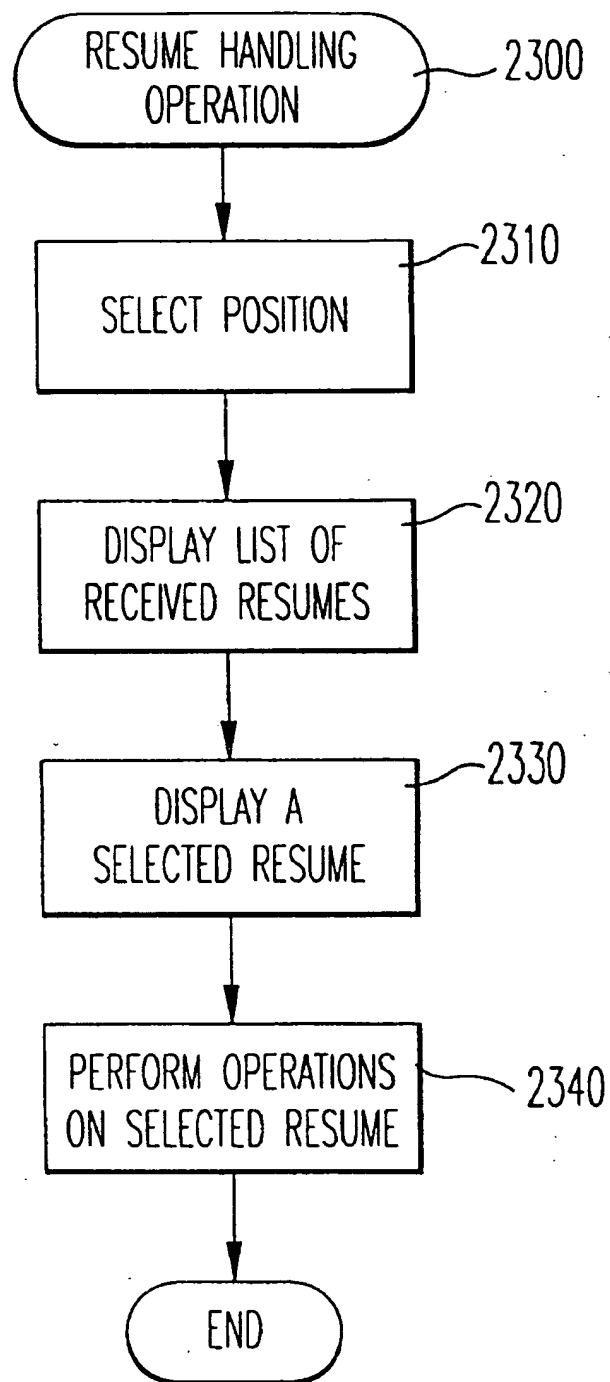 RESUME HANDLING
OPERATION
2300
2310
SELECT POSITION
2320
DISPLAY LIST OF
RECEIVED RESUMES
2330
DISPLAY A
SELECTED RESUME
PERFORM OPERATIONS
ON SELECTED RESUME
2340
END